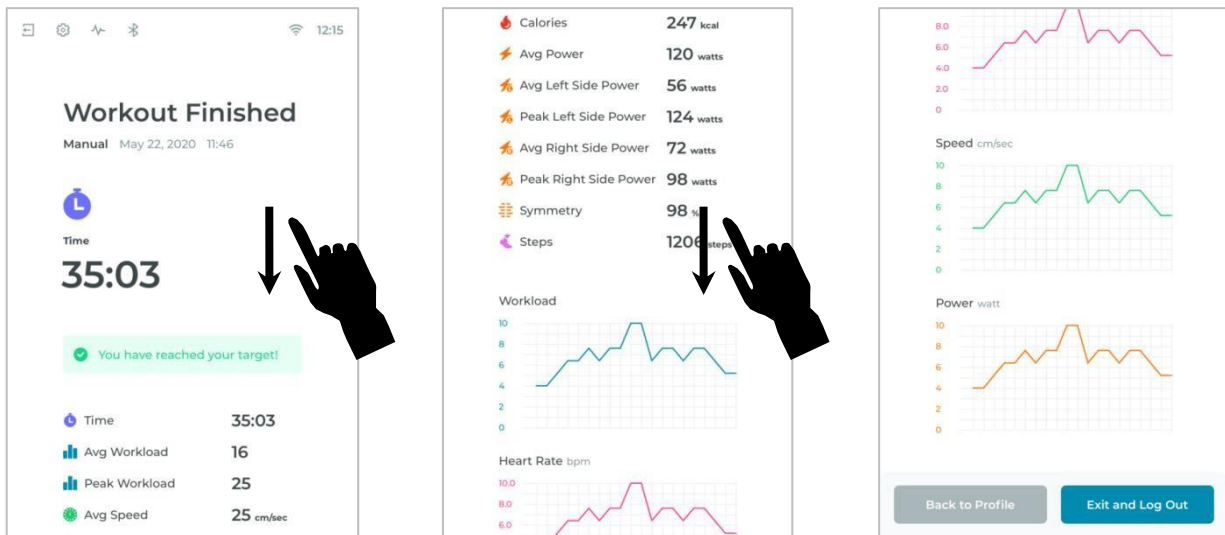 12:15
Workout Finished
Manual May 22, 2020 11:46
Time
35:03
You have reached your target!
Time 35:03
Avg Workload 16
Peak Workload 25
Avg Speed 25 cm/sec
Calories 247 kcal
Avg Power 120 watts
Avg Left Side Power 56 watts
Peak Left Side Power 124 watts
Avg Right Side Power 72 watts
Peak Right Side Power 98 watts
Symmetry 98 %
Steps 1206 steps
Workload
10
8
6
4
2
0
Heart Rate bpm
10.0
8.0
6.0
8.0
6.0
4.0
2.0
0
Speed cm/sec
10
8
6
4
2
0
Power watt
10
8
6
4
2
0
Back to Profile Exit and Log Out